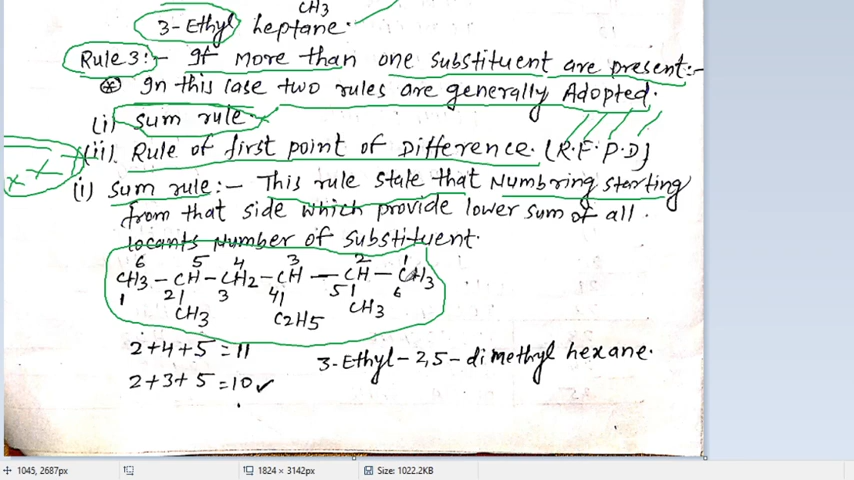 CH3
3-Ethyl heptane.
Rule 3:- If more than one substituent are present:-
In this case two rules are generally Adopted.
(i) Sum rule.
(ii). Rule of first point of Difference. (R.F.P.D)
(i) Sum rule:- This rule state that Numbring starting
from that side which provide lower sum of all.
locants Number of substituent.
6 5 4 3 2 1
CH3 - CH - CH2 - CH - CH - CH3
1 2 3 4 5 6
CH3 C2H5 CH3
2+4+5 = 11
2+3+5 = 10 ✓
3-Ethyl-2,5-dimethyl hexane.
1045, 2687px 1824 × 3142px Size: 1022.2KB